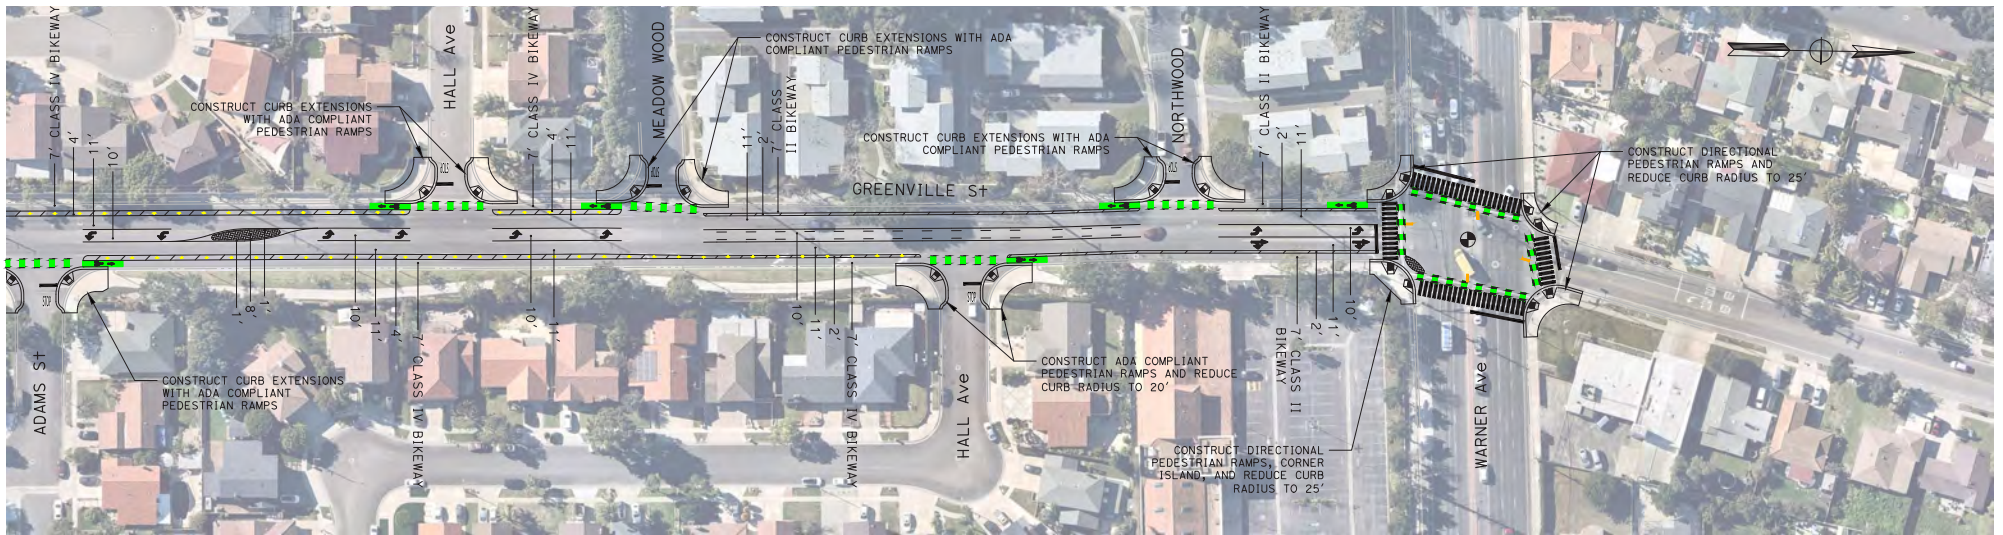 7' CLASS IV BIKEWAY
4'
11'
10'
HALL Ave
7' CLASS IV BIKEWAY
4'
11'
MEADOW WOOD
CONSTRUCT CURB EXTENSIONS WITH ADA
COMPLIANT PEDESTRIAN RAMPS
CONSTRUCT CURB EXTENSIONS
WITH ADA COMPLIANT
PEDESTRIAN RAMPS
11'
2'
7' CLASS
II BIKEWAY
CONSTRUCT CURB EXTENSIONS WITH ADA
COMPLIANT PEDESTRIAN RAMPS
NORTHWOOD
7' CLASS II BIKEWAY
2'
11'
CONSTRUCT DIRECTIONAL
PEDESTRIAN RAMPS AND
REDUCE CURB RADIUS TO 25'
GREENVILLE St
STOP
STOP
STOP
STOP
STOP
ADAMS St
CONSTRUCT CURB EXTENSIONS
WITH ADA COMPLIANT
PEDESTRIAN RAMPS
1'
8'
1'
10'
11'
4'
7' CLASS IV BIKEWAY
10'
11'
10'
11'
2'
7' CLASS IV BIKEWAY
HALL Ave
CONSTRUCT ADA COMPLIANT
PEDESTRIAN RAMPS AND REDUCE
CURB RADIUS TO 20'
7' CLASS II
BIKEWAY
2'
11'
10'
CONSTRUCT DIRECTIONAL
PEDESTRIAN RAMPS, CORNER
ISLAND, AND REDUCE CURB
RADIUS TO 25'
WARNER Ave